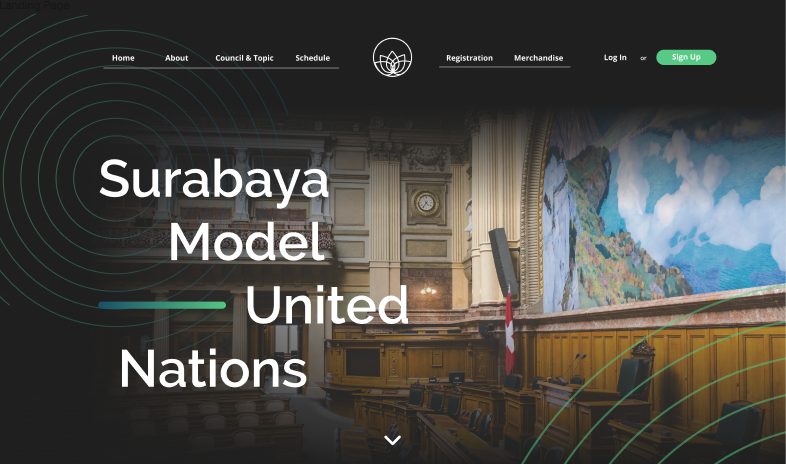 Landing Page
Home About Council & Topic Schedule Registration Merchandise Log In or Sign Up
Surabaya
Model
United
Nations